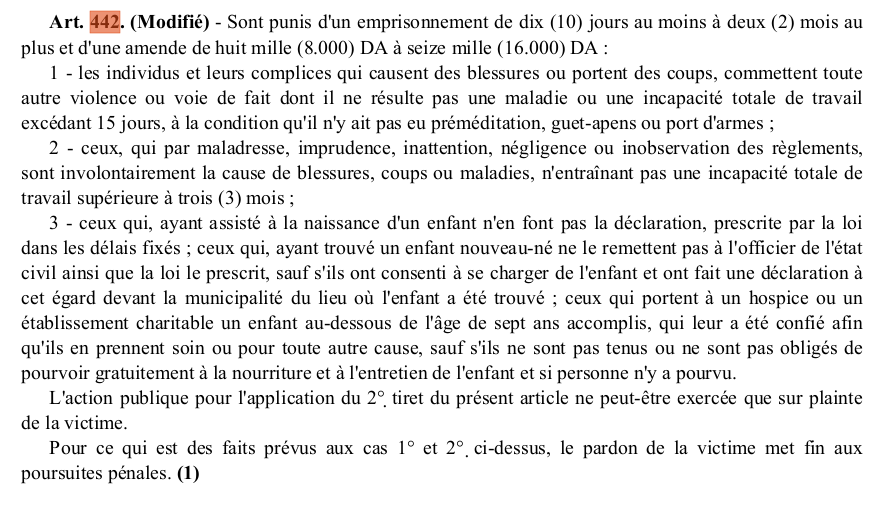 Art. 442. (Modifié) - Sont punis d'un emprisonnement de dix (10) jours au moins à deux (2) mois au
plus et d'une amende de huit mille (8.000) DA à seize mille (16.000) DA :
1 - les individus et leurs complices qui causent des blessures ou portent des coups, commettent toute
autre violence ou voie de fait dont il ne résulte pas une maladie ou une incapacité totale de travail
excédant 15 jours, à la condition qu'il n'y ait pas eu préméditation, guet-apens ou port d'armes ;
2 - ceux, qui par maladresse, imprudence, inattention, négligence ou inobservation des règlements,
sont involontairement la cause de blessures, coups ou maladies, n'entraînant pas une incapacité totale de
travail supérieure à trois (3) mois ;
3 - ceux qui, ayant assisté à la naissance d'un enfant n'en font pas la déclaration, prescrite par la loi
dans les délais fixés ; ceux qui, ayant trouvé un enfant nouveau-né ne le remettent pas à l'officier de l'état
civil ainsi que la loi le prescrit, sauf s'ils ont consenti à se charger de l'enfant et ont fait une déclaration à
cet égard devant la municipalité du lieu où l'enfant a été trouvé ; ceux qui portent à un hospice ou un
établissement charitable un enfant au-dessous de l'âge de sept ans accomplis, qui leur a été confié afin
qu'ils en prennent soin ou pour toute autre cause, sauf s'ils ne sont pas tenus ou ne sont pas obligés de
pourvoir gratuitement à la nourriture et à l'entretien de l'enfant et si personne n'y a pourvu.
L'action publique pour l'application du 2°. tiret du présent article ne peut-être exercée que sur plainte
de la victime.
Pour ce qui est des faits prévus aux cas 1° et 2°. ci-dessus, le pardon de la victime met fin aux
poursuites pénales. (1)